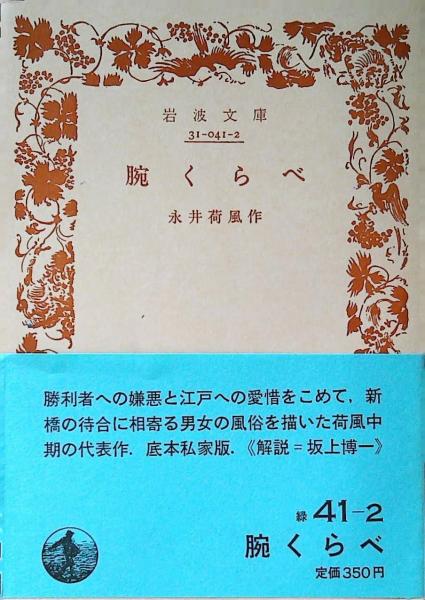 岩波文庫
31-041-2
腕くらべ
永井荷風作
勝利者への嫌悪と江戸への愛惜をこめて，新
橋の待合に相寄る男女の風俗を描いた荷風中
期の代表作．底本私家版．《解説＝坂上博一》
緑 41-2
腕くらべ
定価350円